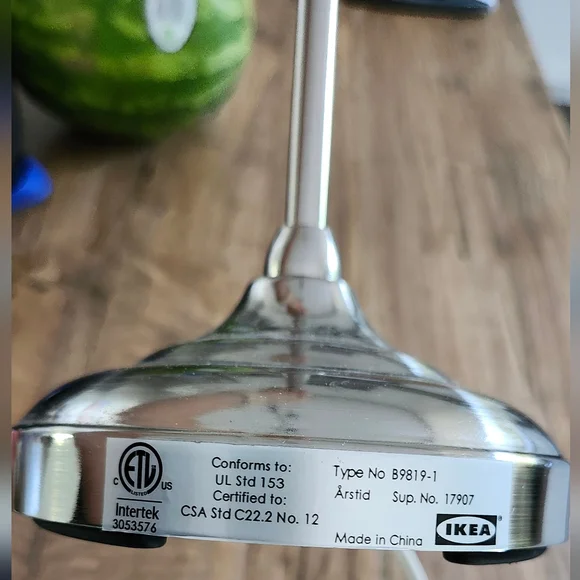 ETL
C US
LISTED
Intertek
3053576
Conforms to:
UL Std 153
Certified to:
CSA Std C22.2 No. 12
Type No B9819-1
Årstid Sup. No. 17907
Made in China
IKEA